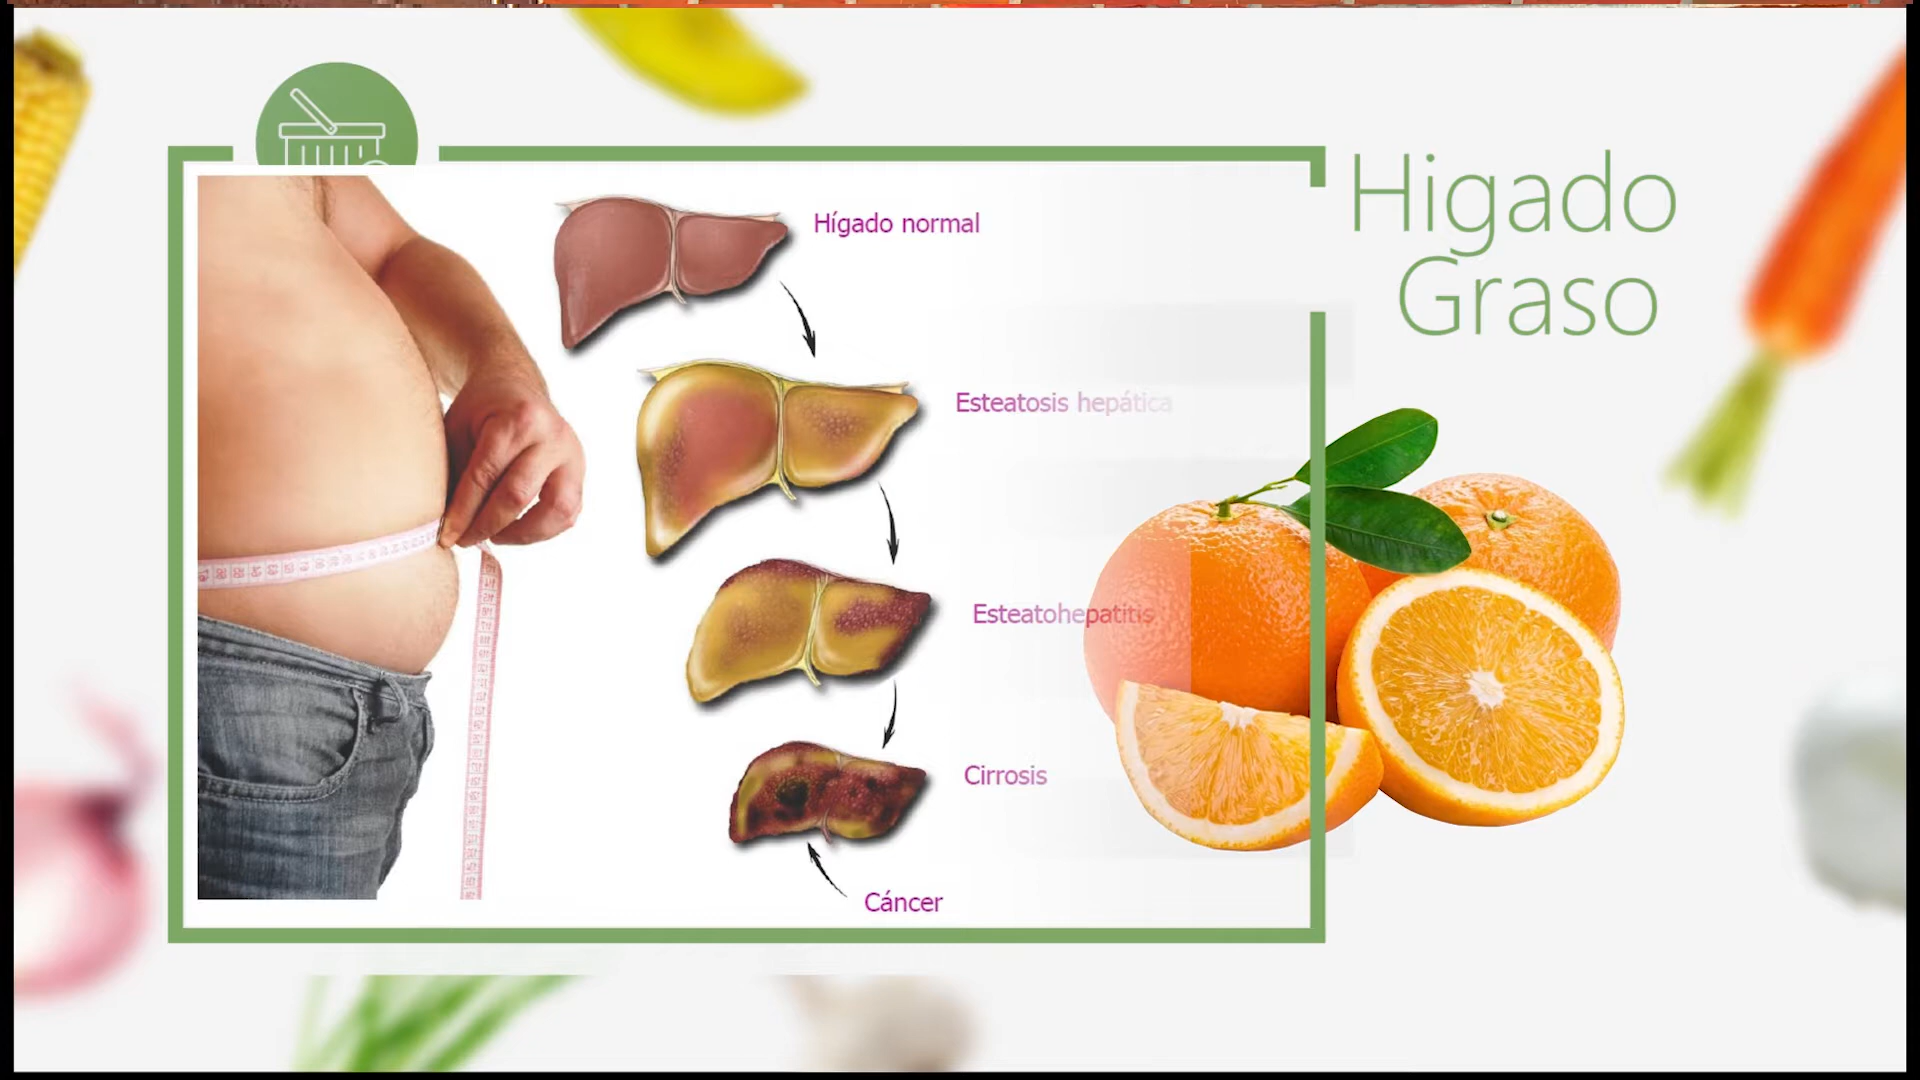 Higado
Graso
Hígado normal
Esteatosis hepática
Esteatohepatitis
Cirrosis
Cáncer